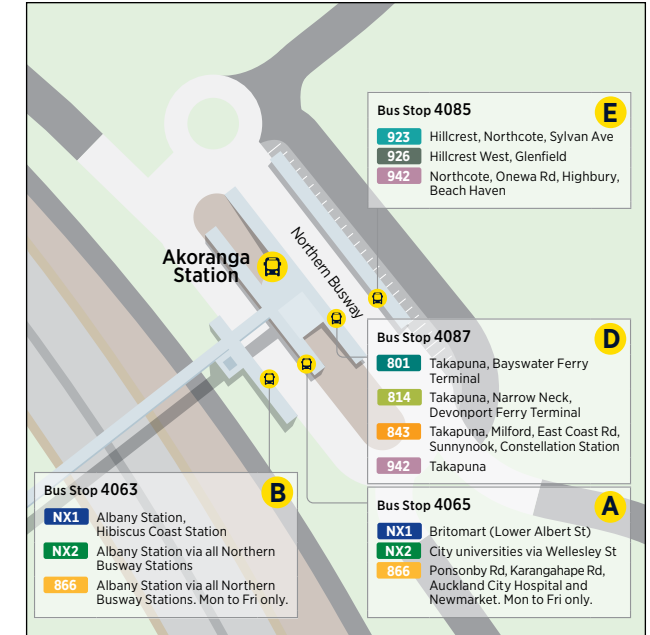 Bus Stop 4085
E
923 Hillcrest, Northcote, Sylvan Ave
926 Hillcrest West, Glenfield
942 Northcote, Onewa Rd, Highbury,
Beach Haven
Akoranga
Station
Northern Busway
Bus Stop 4087
D
801 Takapuna, Bayswater Ferry
Terminal
814 Takapuna, Narrow Neck,
Devonport Ferry Terminal
843 Takapuna, Milford, East Coast Rd,
Sunnynook, Constellation Station
942 Takapuna
Bus Stop 4063
B
NX1 Albany Station,
Hibiscus Coast Station
NX2 Albany Station via all Northern
Busway Stations
866 Albany Station via all Northern
Busway Stations. Mon to Fri only.
Bus Stop 4065
A
NX1 Britomart (Lower Albert St)
NX2 City universities via Wellesley St
866 Ponsonby Rd, Karangahape Rd,
Auckland City Hospital and
Newmarket. Mon to Fri only.